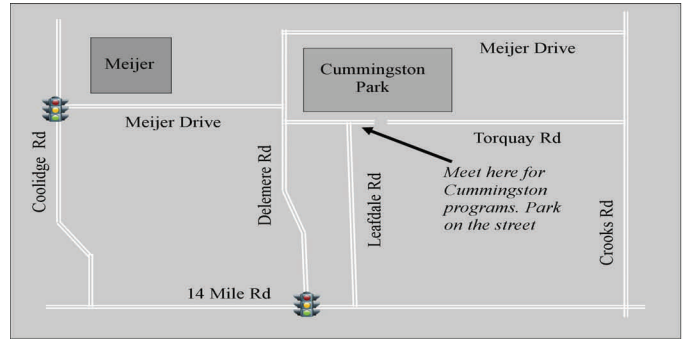 Meijer Drive
Meijer
Cummingston
Park
Meijer Drive
Torquay Rd
Coolidge Rd
Delemere Rd
Leafdale Rd
Meet here for
Cummingston
programs. Park
on the street
Crooks Rd
14 Mile Rd